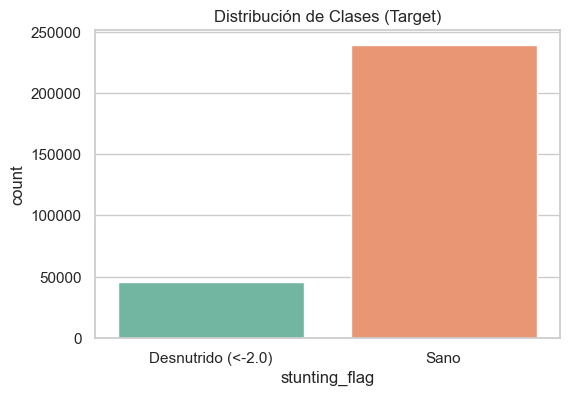 Distribución de Clases (Target)
250000
200000
150000
100000
50000
0
count
Desnutrido (<-2.0)
Sano
stunting_flag